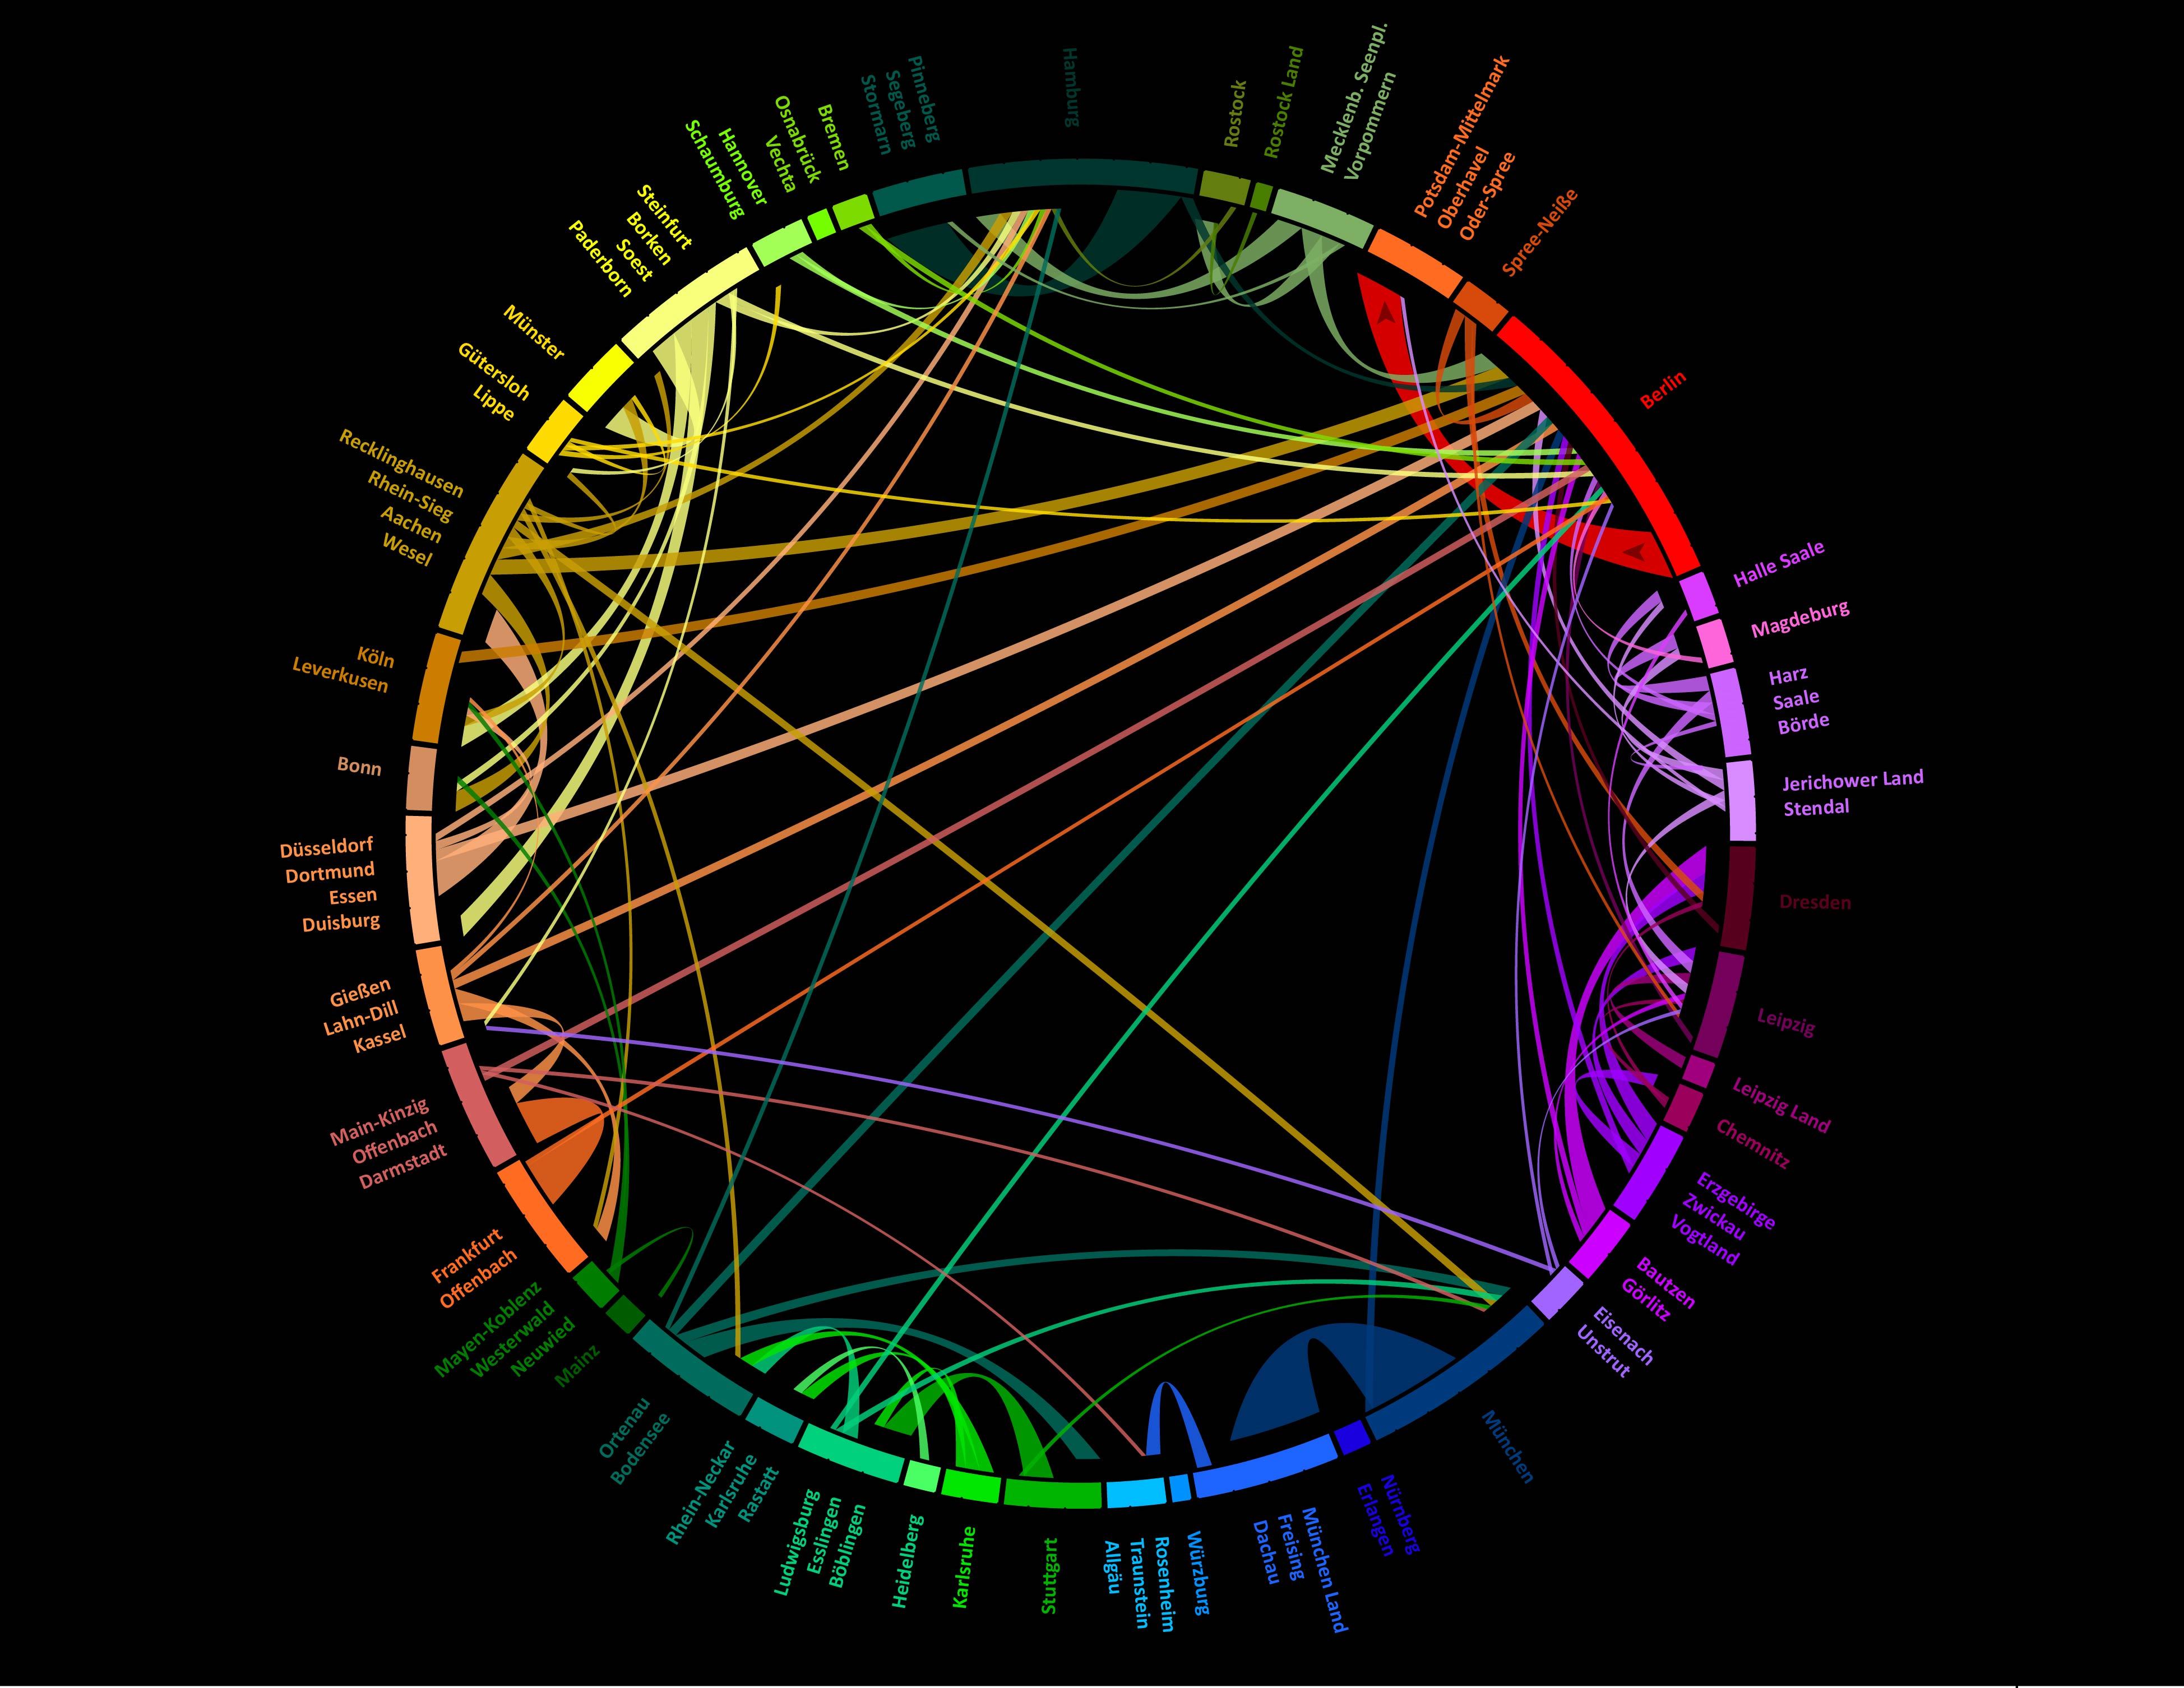 Hamburg
Rostock
Rostock Land
Mecklenb. Seenpl.
Vorpommern
Potsdam-Mittelmark
Oberhavel
Oder-Spree
Spree-Neiße
Berlin
Halle Saale
Magdeburg
Harz
Saale
Börde
Jerichower Land
Stendal
Dresden
Leipzig
Leipzig Land
Chemnitz
Erzgebirge
Zwickau
Vogtland
Bautzen
Görlitz
Eisenach
Unstrut
München
Nürnberg
Erlangen
München Land
Freising
Dachau
Würzburg
Rosenheim
Traunstein
Allgäu
Stuttgart
Karlsruhe
Heidelberg
Ludwigsburg
Esslingen
Böblingen
Rhein-Neckar
Karlsruhe
Rastatt
Ortenau
Bodensee
Mayen-Koblenz
Westerwald
Neuwied
Mainz
Frankfurt
Offenbach
Main-Kinzig
Offenbach
Darmstadt
Gießen
Lahn-Dill
Kassel
Düsseldorf
Dortmund
Essen
Duisburg
Bonn
Köln
Leverkusen
Recklinghausen
Rhein-Sieg
Aachen
Wesel
Gütersloh
Lippe
Münster
Steinfurt
Borken
Soest
Paderborn
Hannover
Schaumburg
Osnabrück
Vechta
Bremen
Pinneberg
Segeberg
Stormarn